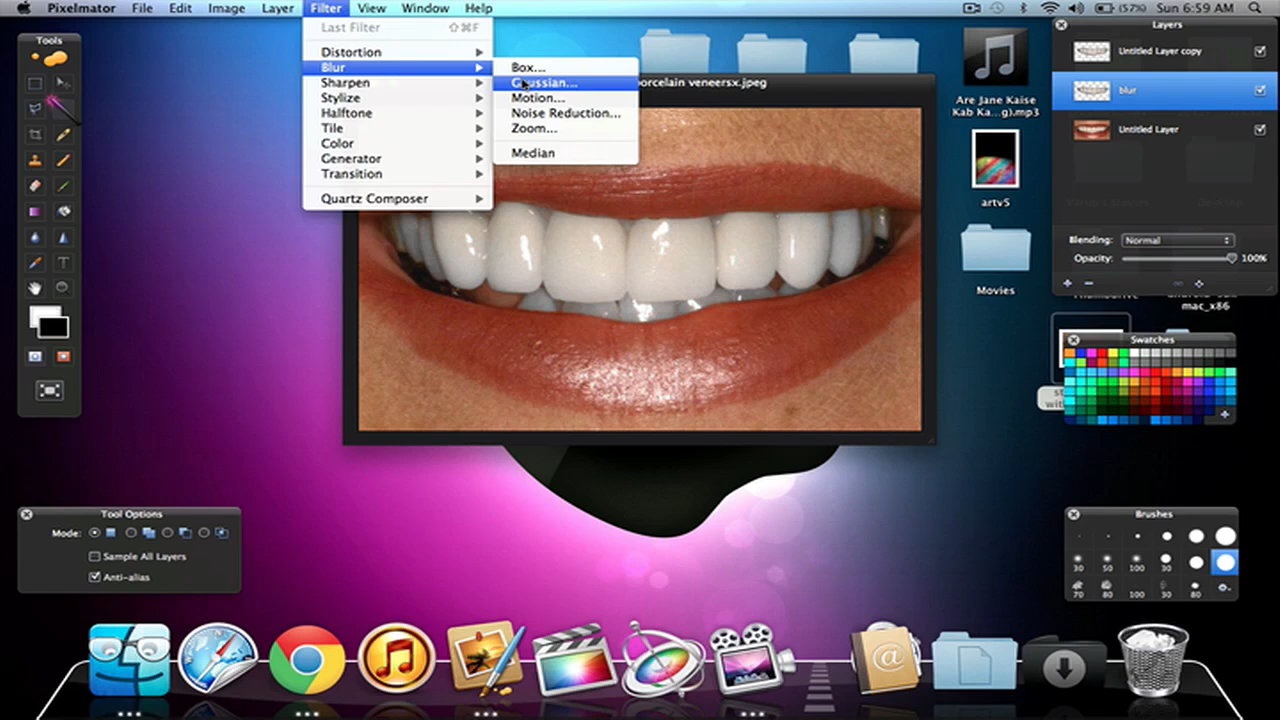 Pixelmator File Edit Image Layer Filter View Window Help
(57%) Sun 6:59 AM
Tools
Last Filter ⇧⌘F
Distortion
Blur
Sharpen
Stylize
Halftone
Tile
Color
Generator
Transition
Quartz Composer
Box...
Gaussian...
Motion...
Noise Reduction...
Zoom...
Median
porcelain veneersx.jpeg
Are Jane Kaise
Kab Ka...g).mp3
artv5
Movies
Layers
Untitled Layer copy
blur
Untitled Layer
Blending: Normal
Opacity: 100%
mac_x86
Swatches
Tool Options
Mode:
Sample All Layers
Anti-alias
Brushes
30 50 100 30
70 80 100 30 80